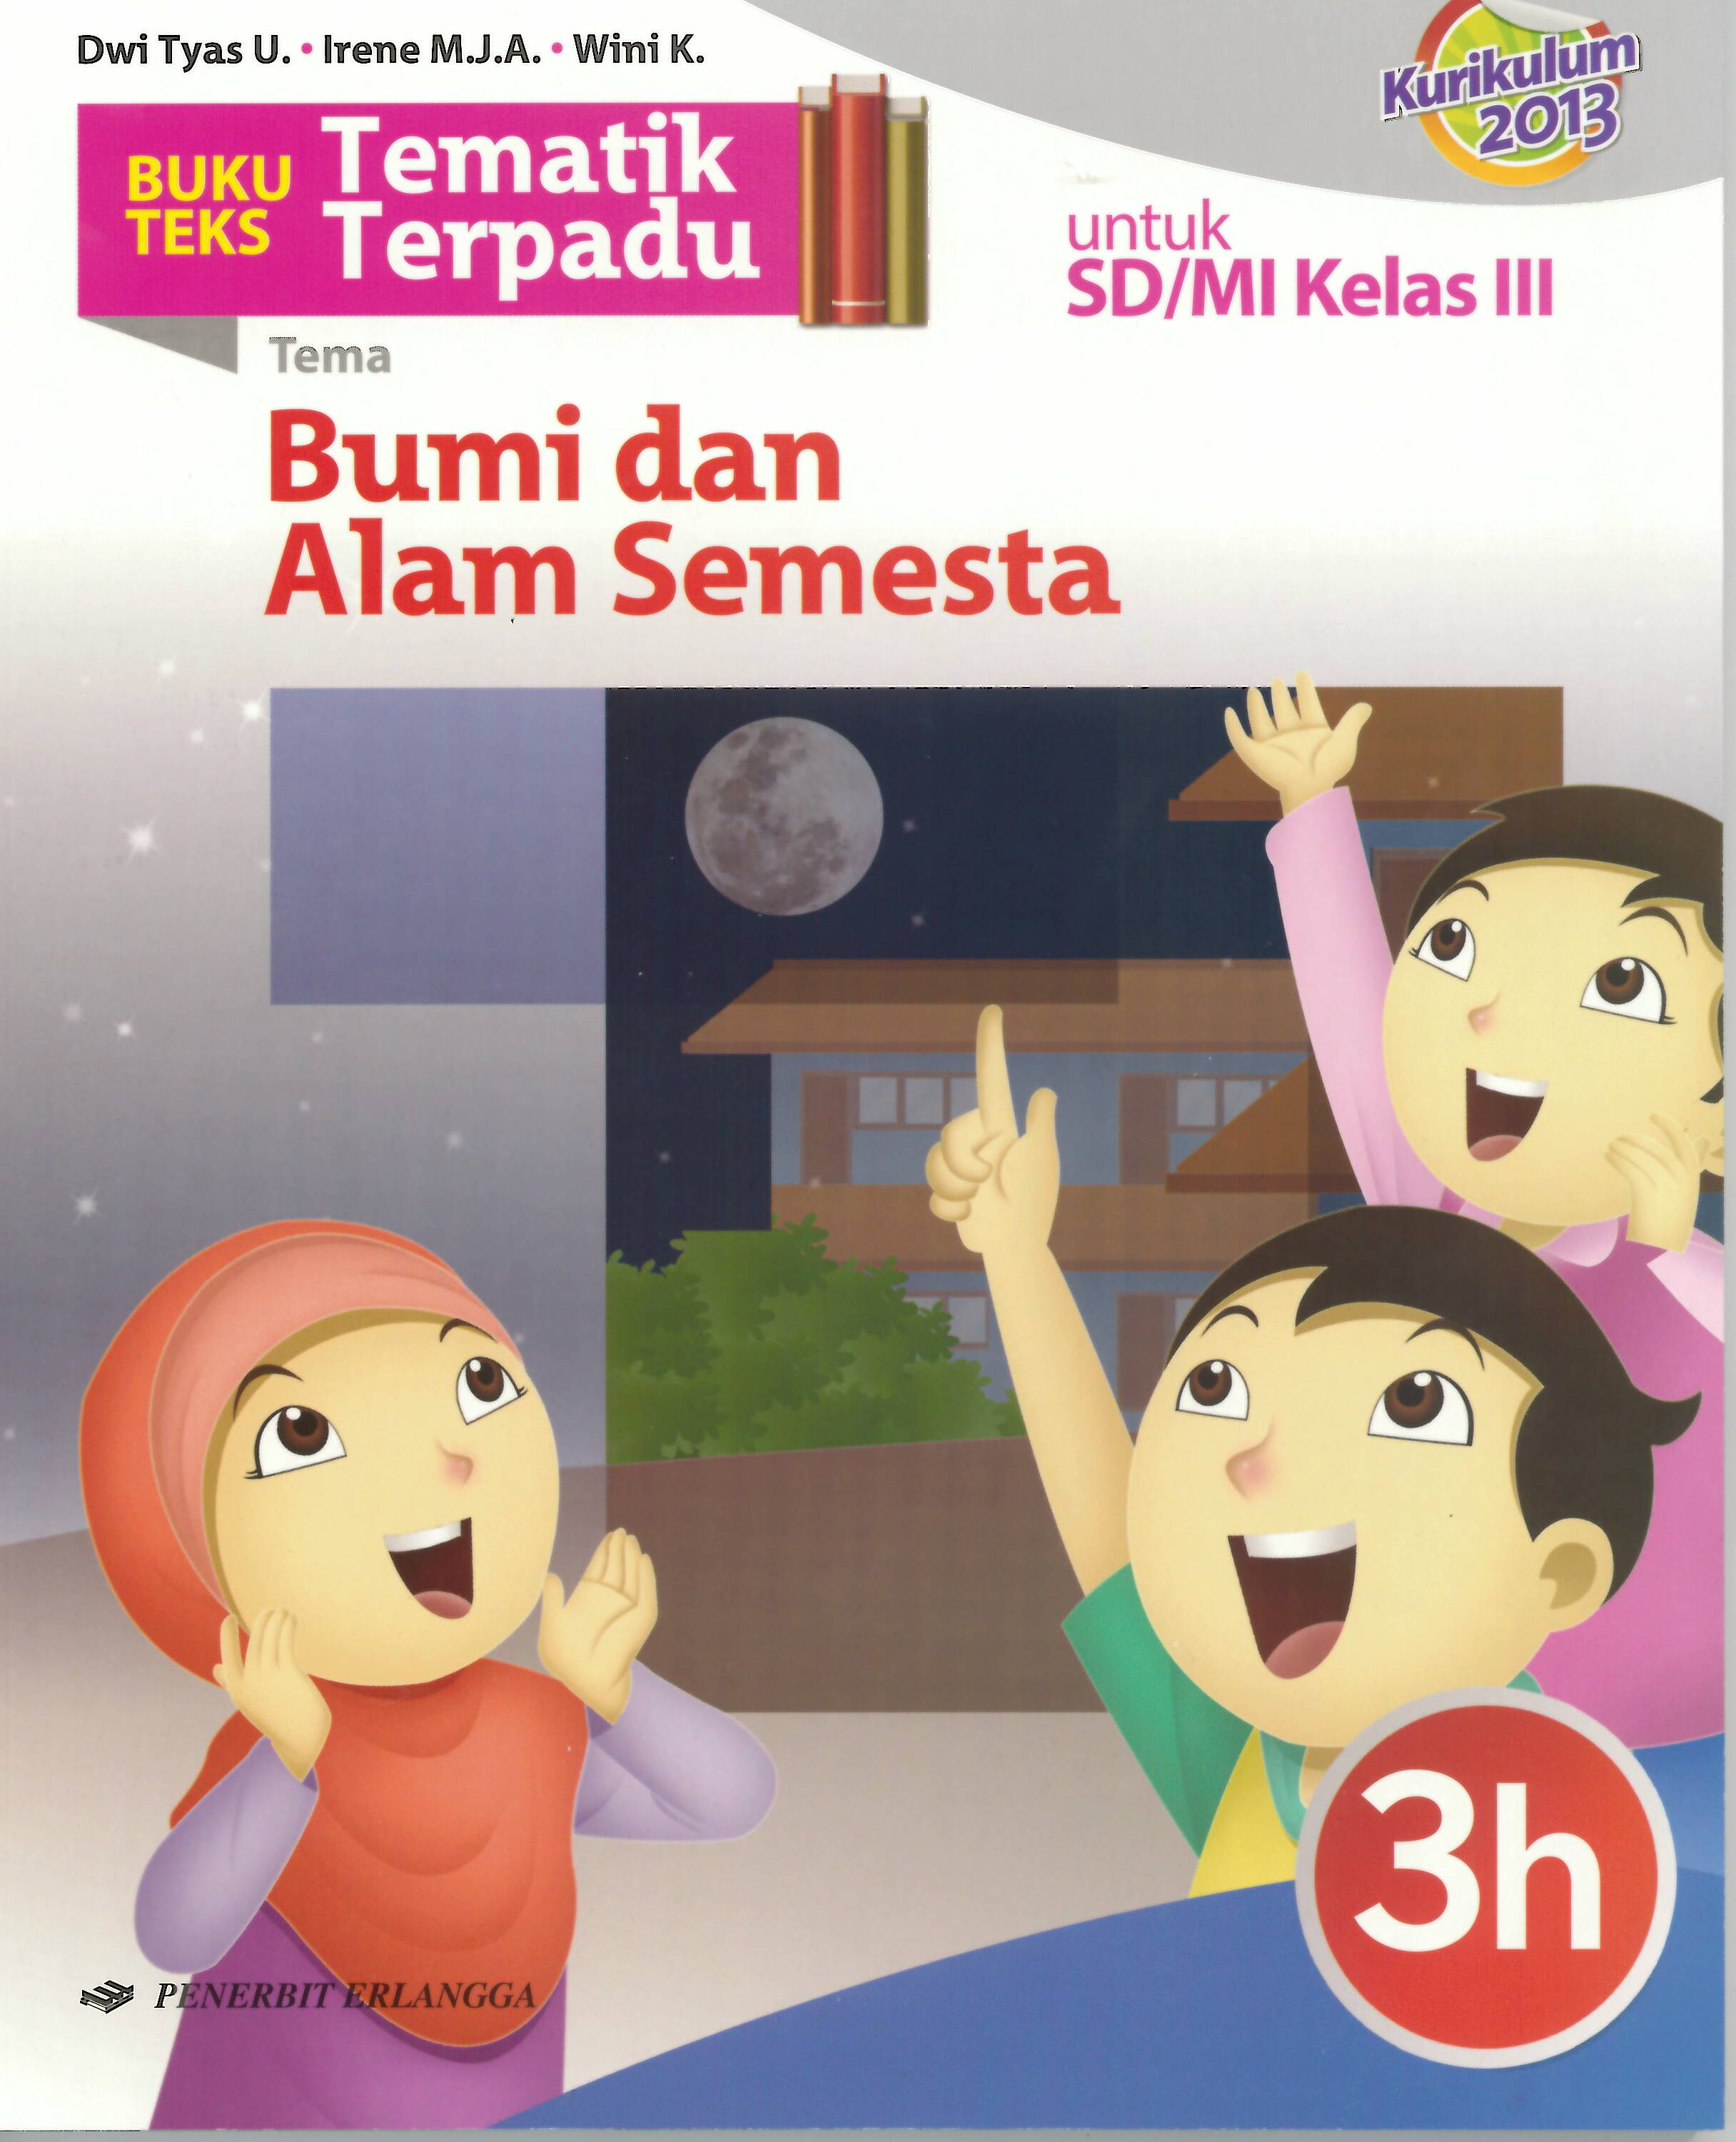 Dwi Tyas U. • Irene M.J.A. • Wini K.
Kurikulum
2013
BUKU
TEKS
Tematik
Terpadu
untuk
SD/MI Kelas III
Tema
Bumi dan
Alam Semesta
3h
PENERBIT ERLANGGA